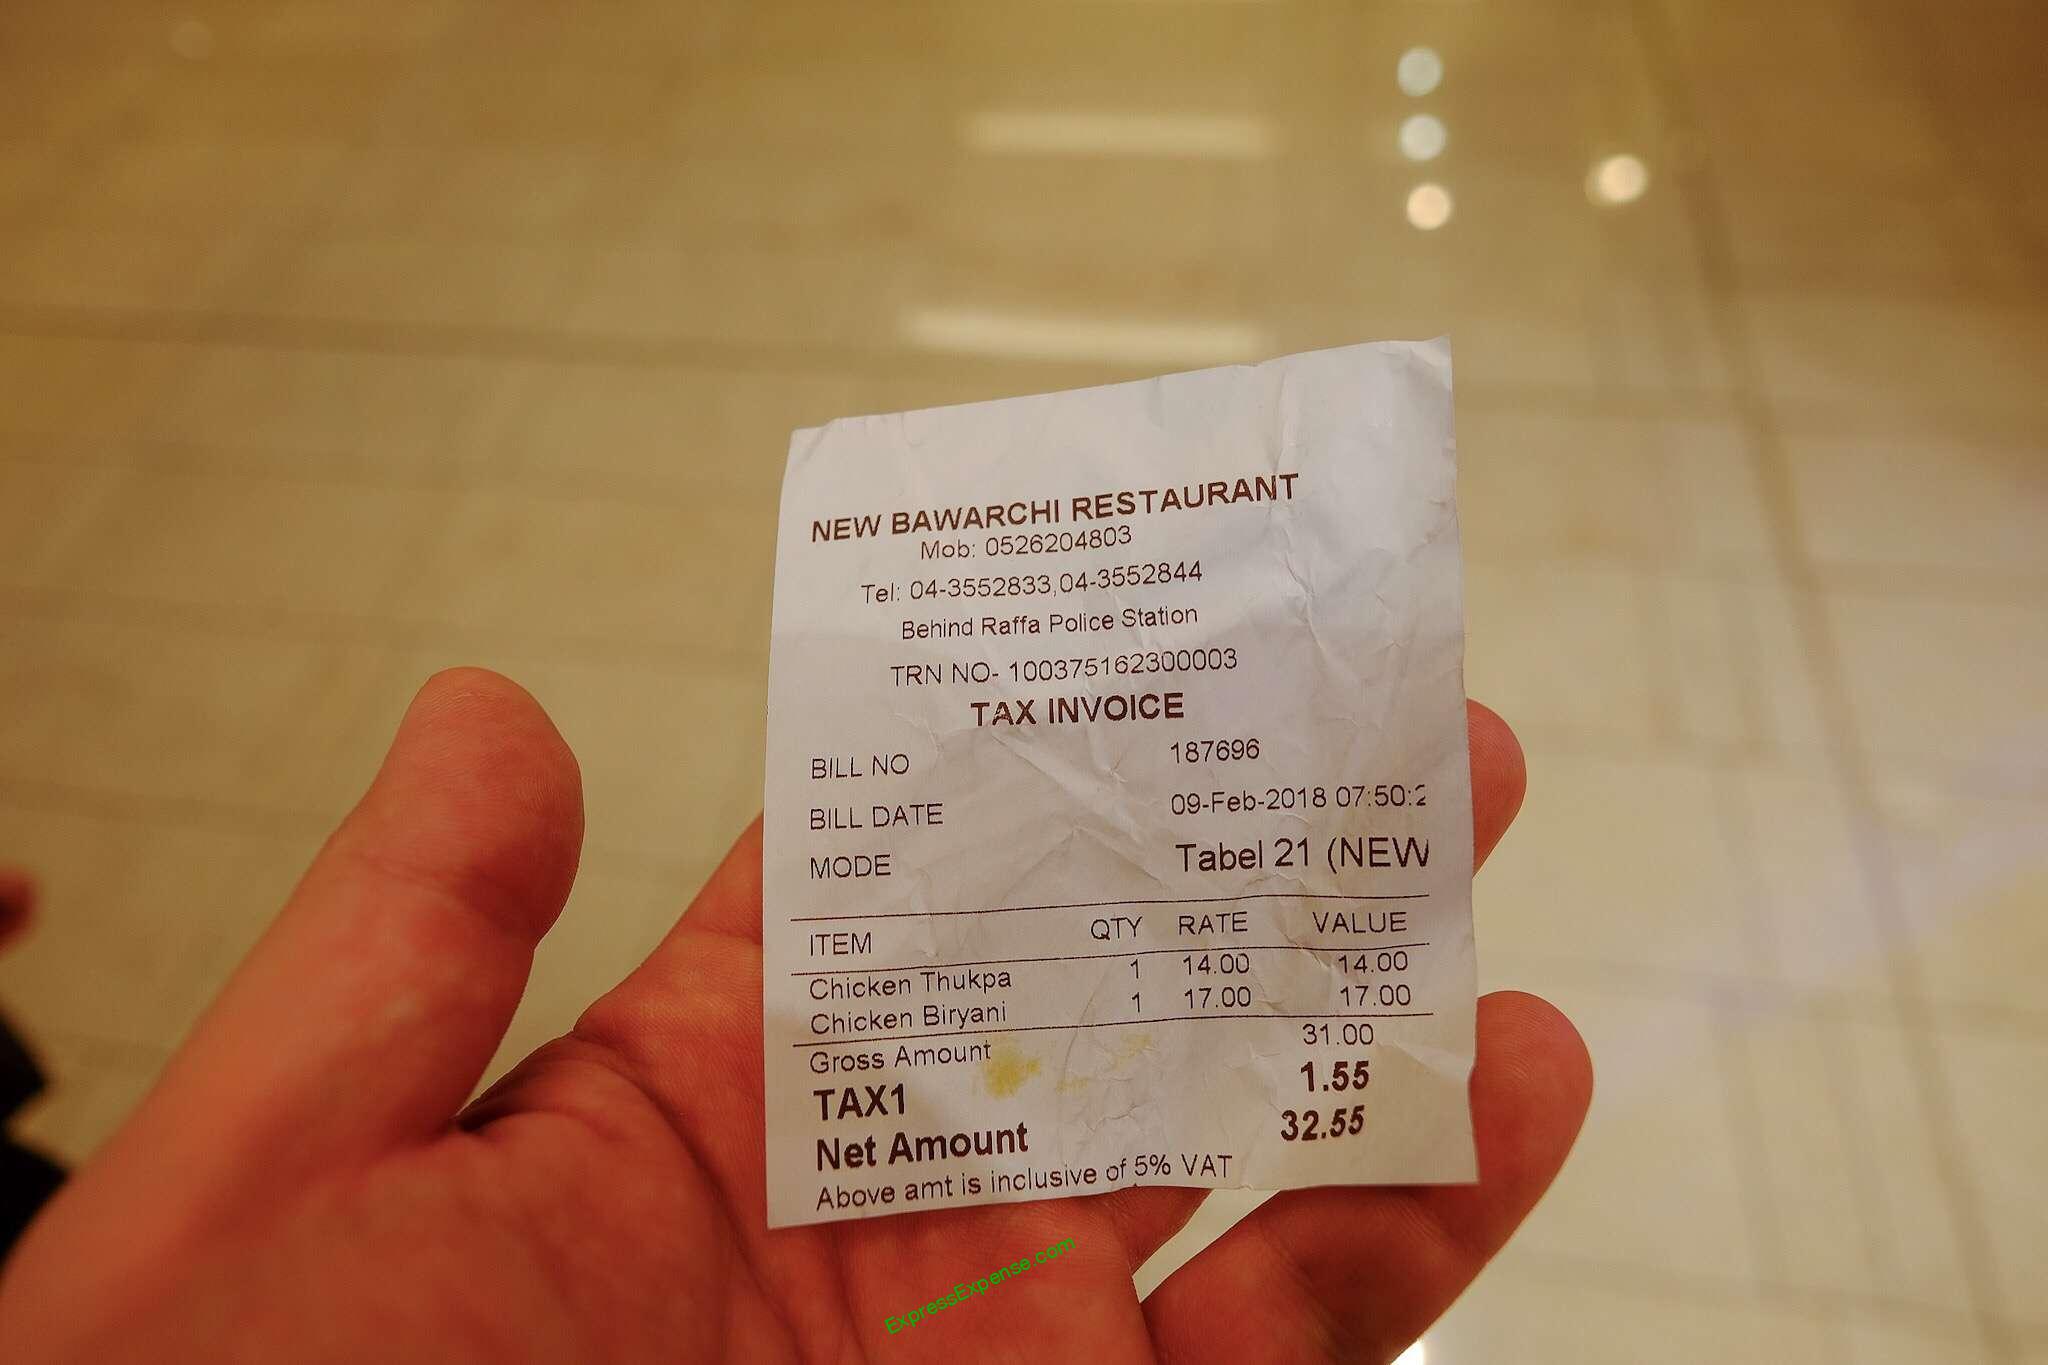 NEW BAWARCHI RESTAURANT
Mob: 0526204803
Tel: 04-3552833,04-3552844
Behind Raffa Police Station
TRN NO- 100375162300003
TAX INVOICE
BILL NO 187696
BILL DATE 09-Feb-2018 07:50:2
MODE Tabel 21 (NEW
ITEM QTY RATE VALUE
Chicken Thukpa 1 14.00 14.00
Chicken Biryani 1 17.00 17.00
Gross Amount 31.00
TAX1 1.55
Net Amount 32.55
Above amt is inclusive of 5% VAT
ExpressExpense.com